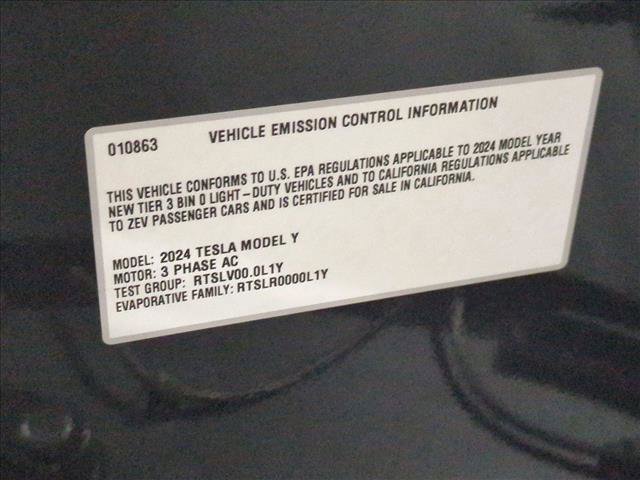 010863 VEHICLE EMISSION CONTROL INFORMATION
THIS VEHICLE CONFORMS TO U.S. EPA REGULATIONS APPLICABLE TO 2024 MODEL YEAR
NEW TIER 3 BIN 0 LIGHT-DUTY VEHICLES AND TO CALIFORNIA REGULATIONS APPLICABLE
TO ZEV PASSENGER CARS AND IS CERTIFIED FOR SALE IN CALIFORNIA.
MODEL: 2024 TESLA MODEL Y
MOTOR: 3 PHASE AC
TEST GROUP: RTSLV00.0L1Y
EVAPORATIVE FAMILY: RTSLR0000L1Y